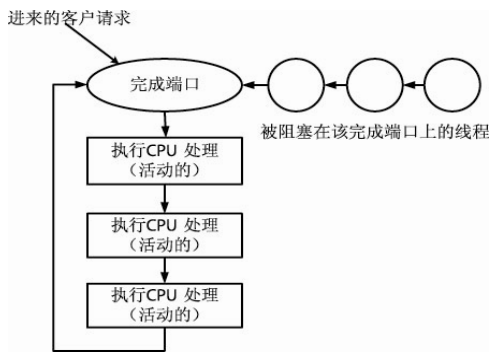 进来的客户请求
完成端口
被阻塞在该完成端口上的线程
执行CPU 处理
（活动的）
执行CPU 处理
（活动的）
执行CPU 处理
（活动的）